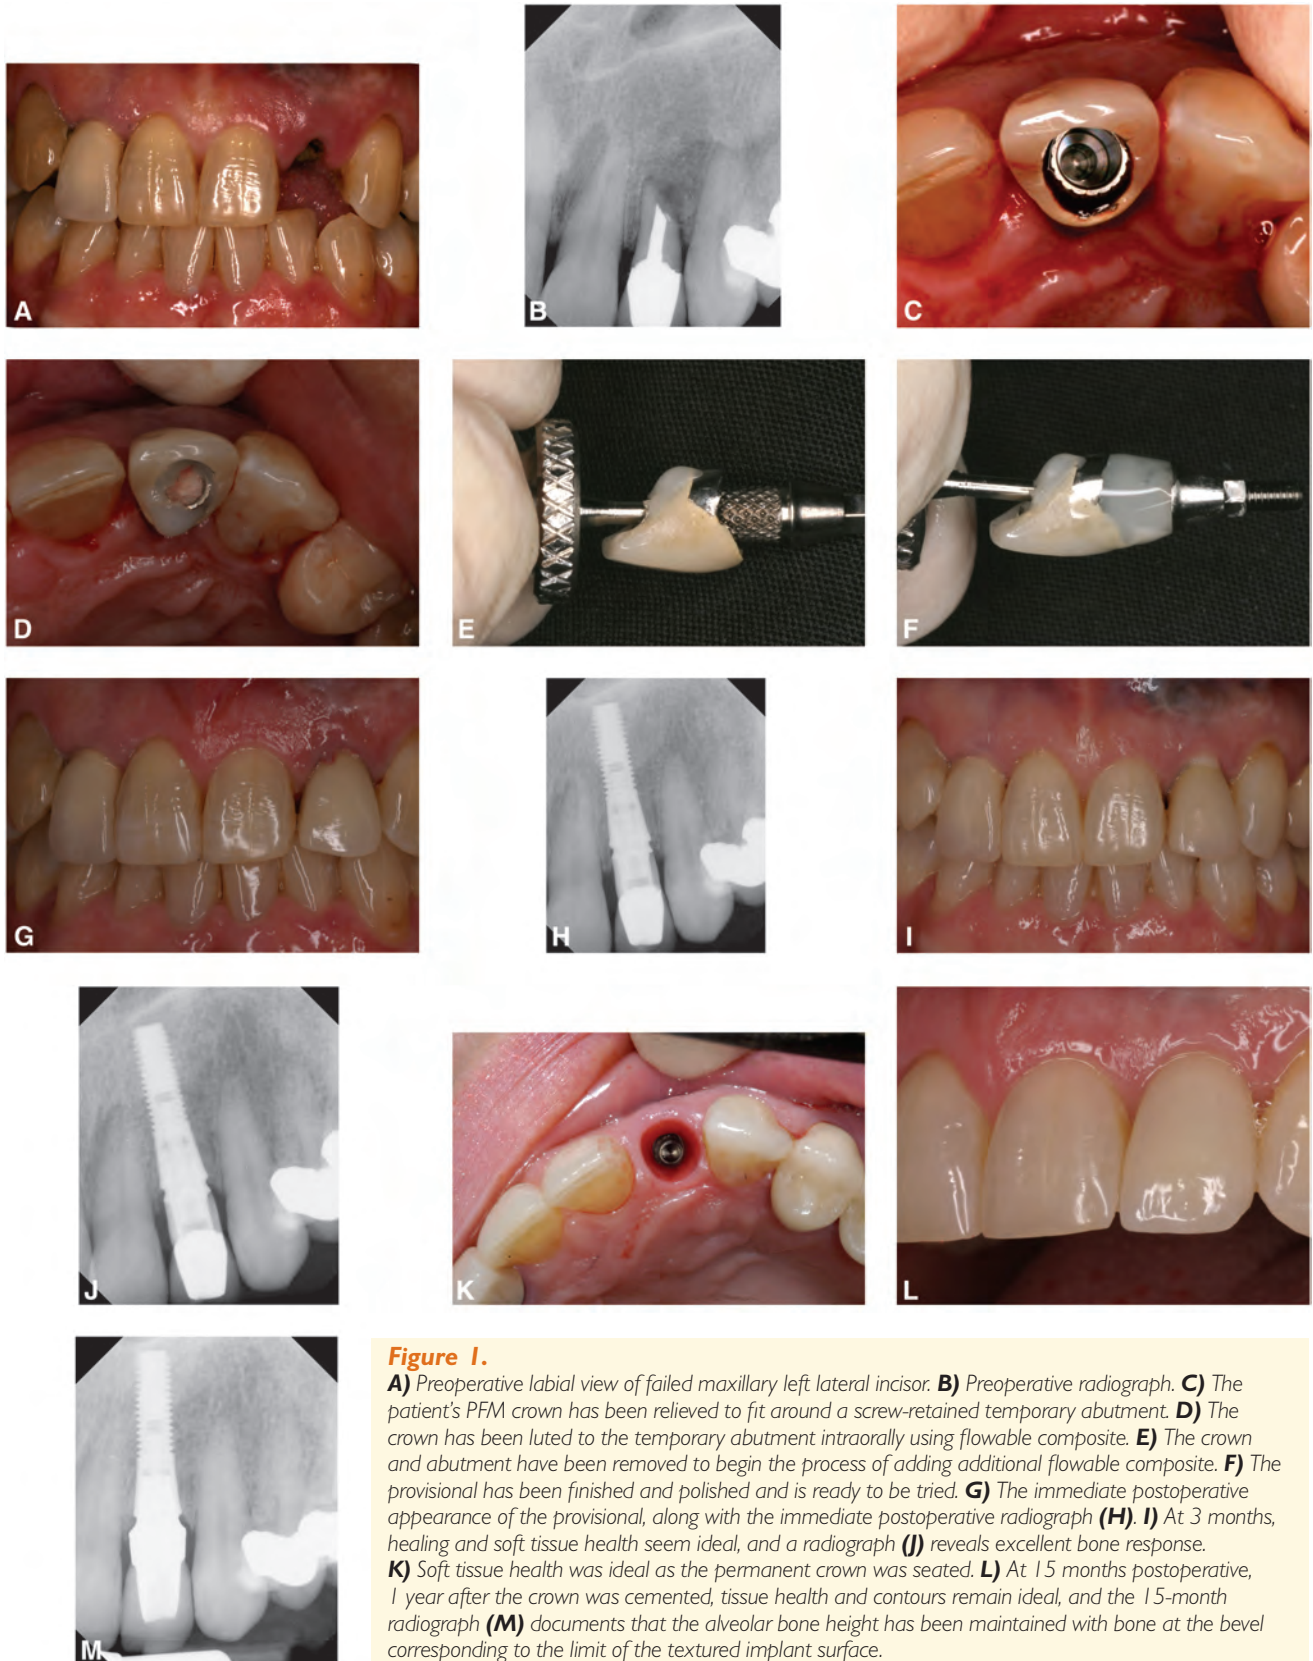 A
B
C
D
E
F
G
H
I
J
K
L
M
Figure 1.
A) Preoperative labial view of failed maxillary left lateral incisor. B) Preoperative radiograph. C) The
patient's PFM crown has been relieved to fit around a screw-retained temporary abutment. D) The
crown has been luted to the temporary abutment intraorally using flowable composite. E) The crown
and abutment have been removed to begin the process of adding additional flowable composite. F) The
provisional has been finished and polished and is ready to be tried. G) The immediate postoperative
appearance of the provisional, along with the immediate postoperative radiograph (H). I) At 3 months,
healing and soft tissue health seem ideal, and a radiograph (J) reveals excellent bone response.
K) Soft tissue health was ideal as the permanent crown was seated. L) At 15 months postoperative,
1 year after the crown was cemented, tissue health and contours remain ideal, and the 15-month
radiograph (M) documents that the alveolar bone height has been maintained with bone at the bevel
corresponding to the limit of the textured implant surface.